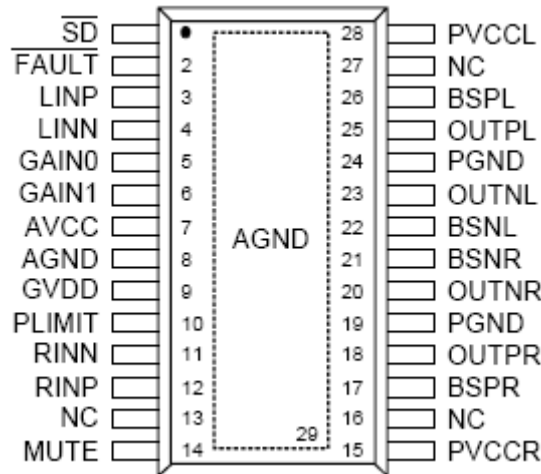 SD 28 PVCCL
FAULT 2 27 NC
LINP 3 26 BSPL
LINN 4 25 OUTPL
GAIN0 5 24 PGND
GAIN1 6 23 OUTNL
AVCC 7 22 BSNL
AGND
AGND 8 21 BSNR
GVDD 9 20 OUTNR
PLIMIT 10 19 PGND
RINN 11 18 OUTPR
RINP 12 17 BSPR
NC 13 16 NC
29
MUTE 14 15 PVCCR